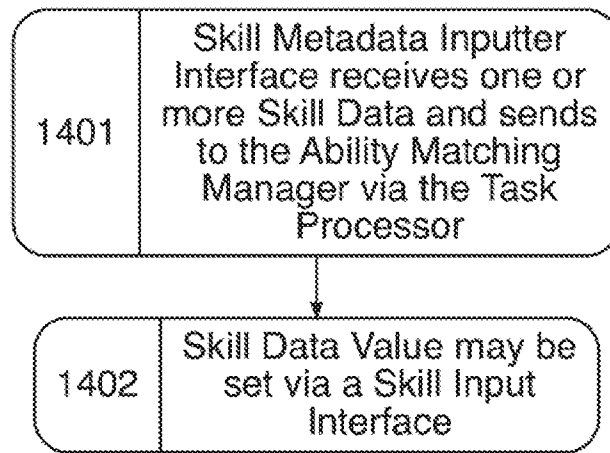 1401
Skill Metadata Inputter
Interface receives one or
more Skill Data and sends
to the Ability Matching
Manager via the Task
Processor
1402
Skill Data Value may be
set via a Skill Input
Interface